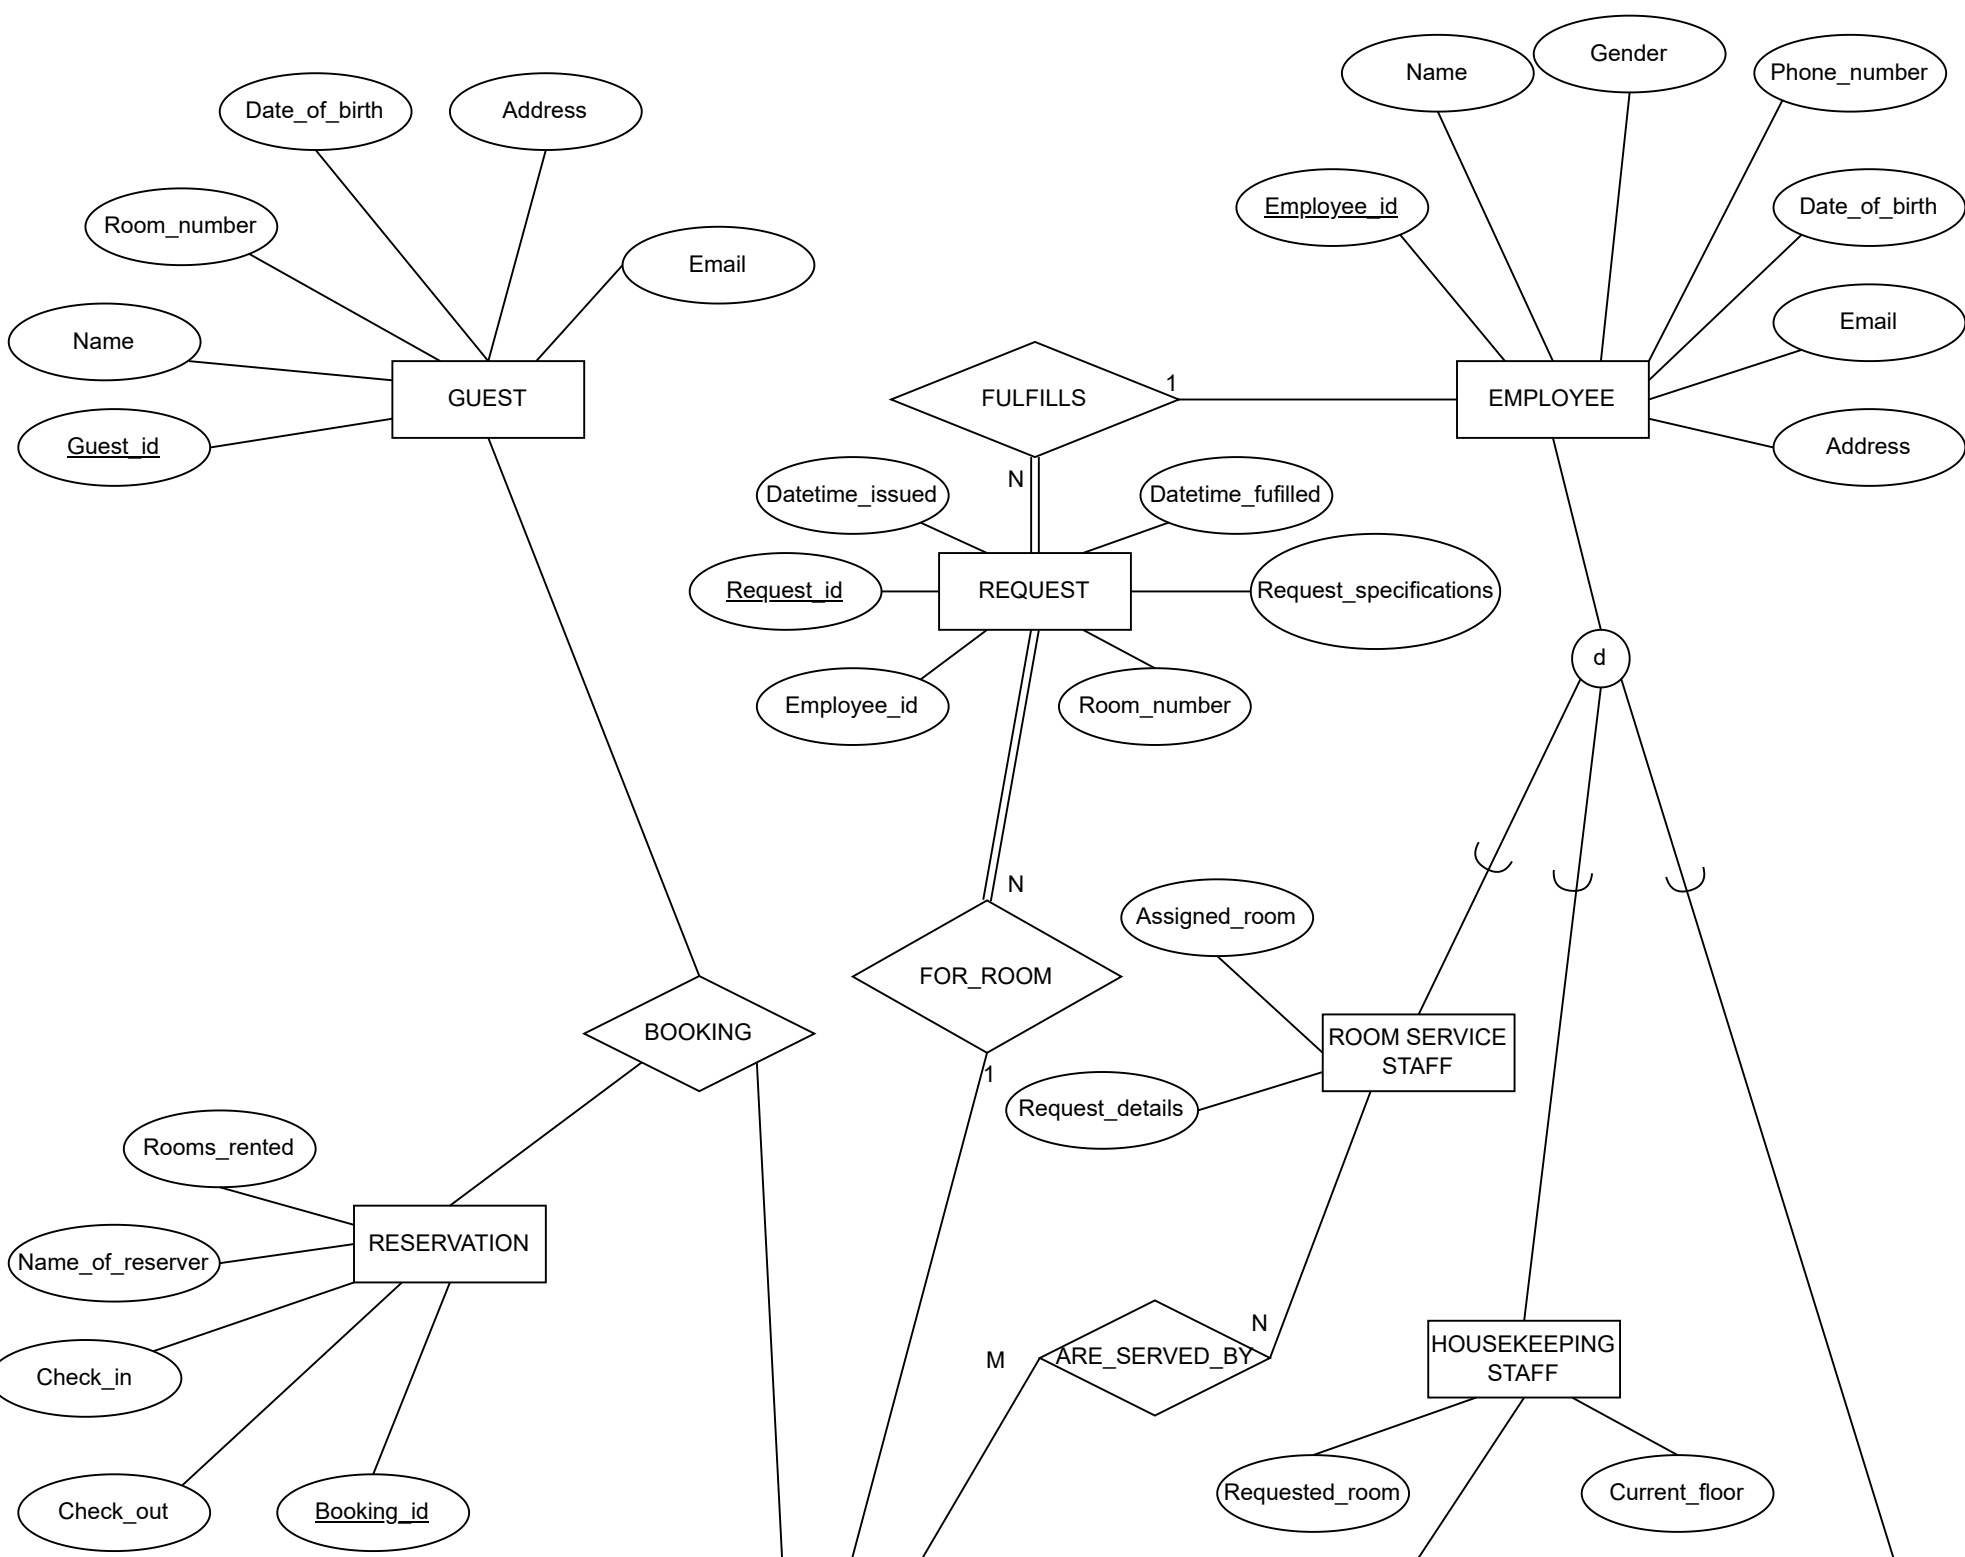 Gender
Name
Phone_number
Date_of_birth
Address
Employee_id
Date_of_birth
Room_number
Email
Email
Name
1
GUEST
FULFILLS
EMPLOYEE
Guest_id
Address
N
Datetime_issued
Datetime_fufilled
Request_id
REQUEST
Request_specifications
d
Employee_id
Room_number
N
Assigned_room
FOR_ROOM
BOOKING
ROOM SERVICE
STAFF
1
Request_details
Rooms_rented
RESERVATION
Name_of_reserver
N
M
ARE_SERVED_BY
HOUSEKEEPING
STAFF
Check_in
Requested_room
Current_floor
Check_out
Booking_id